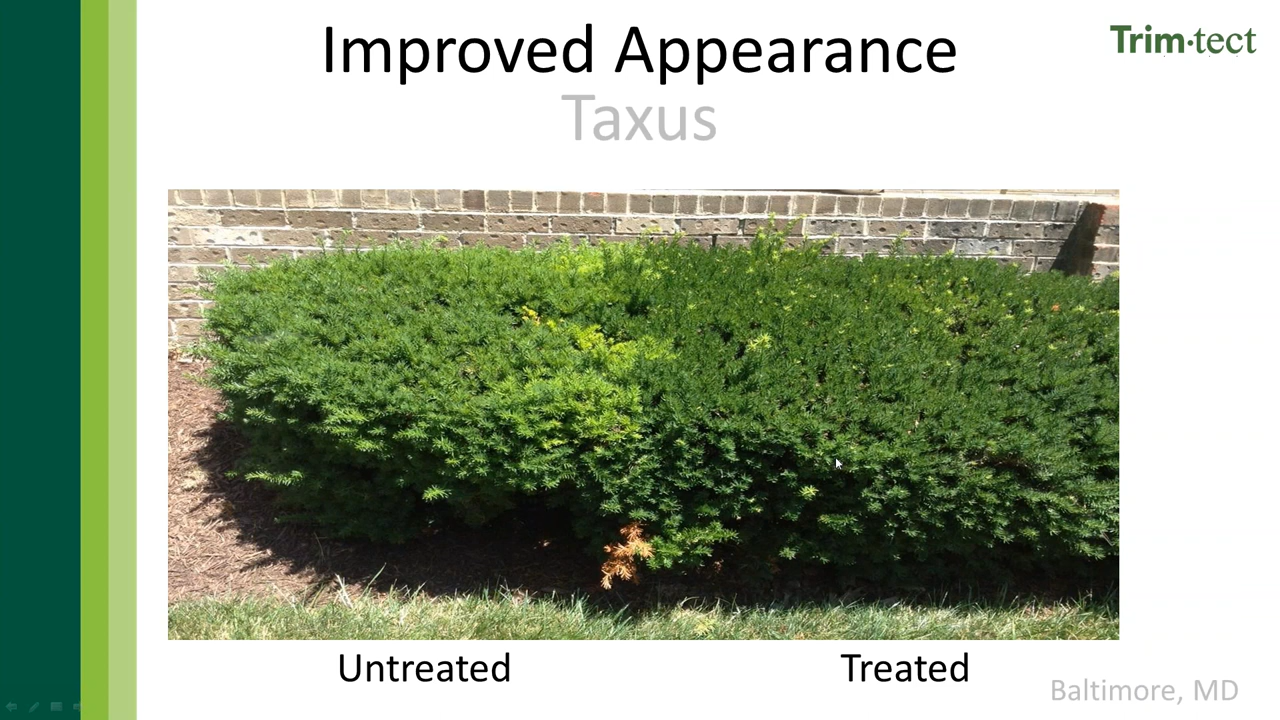 Improved Appearance
Trim·tect
Taxus
Untreated
Treated
Baltimore, MD